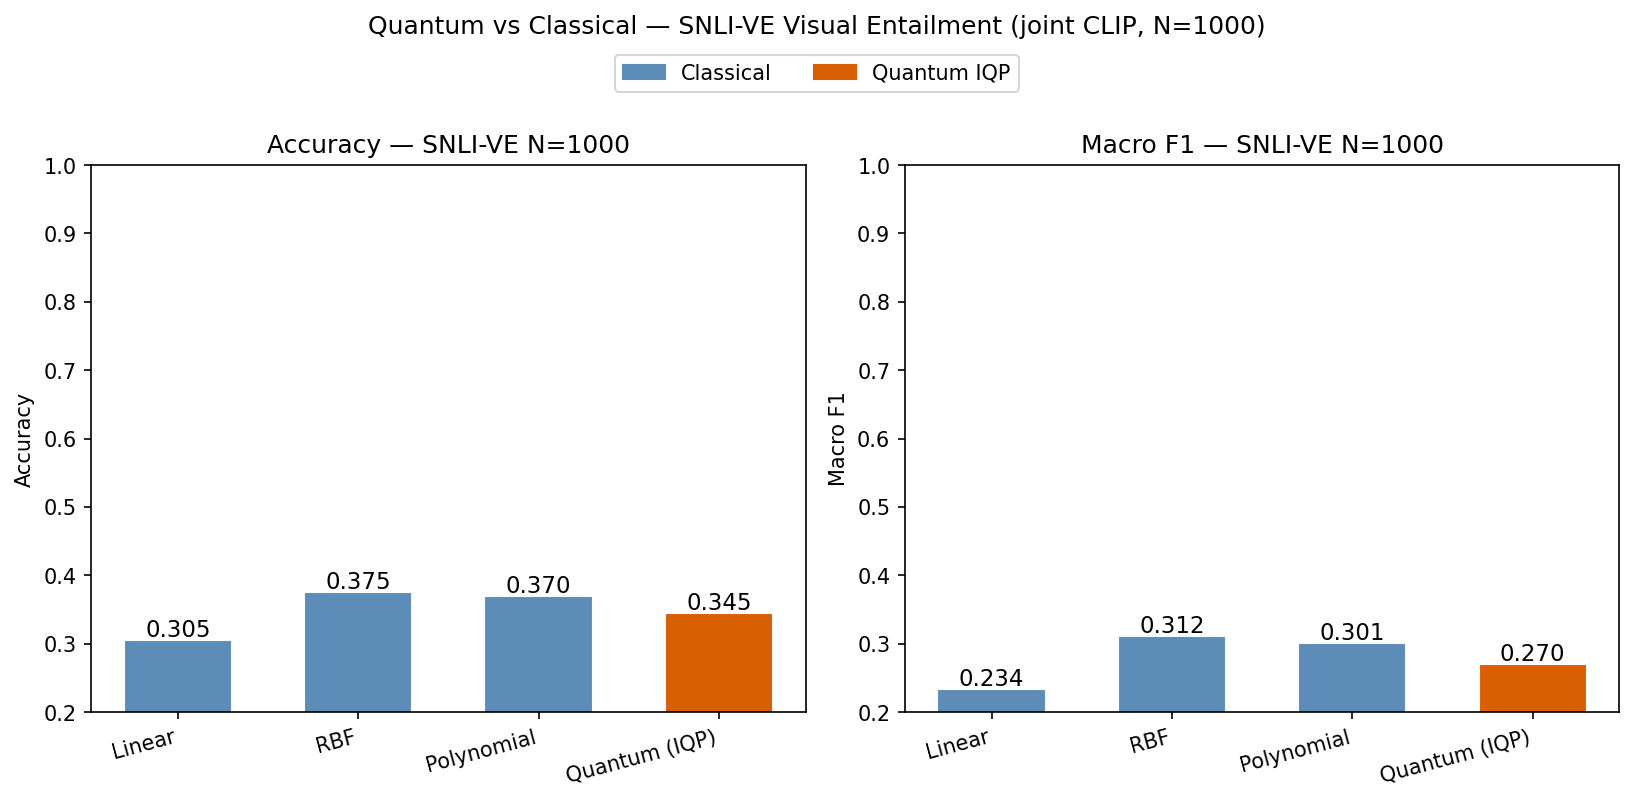 Quantum vs Classical — SNLI-VE Visual Entailment (joint CLIP, N=1000)
Classical Quantum IQP
Accuracy — SNLI-VE N=1000
Accuracy
1.0
0.9
0.8
0.7
0.6
0.5
0.4
0.3
0.2
0.305
0.375
0.370
0.345
Linear
RBF
Polynomial
Quantum (IQP)
Macro F1 — SNLI-VE N=1000
Macro F1
1.0
0.9
0.8
0.7
0.6
0.5
0.4
0.3
0.2
0.234
0.312
0.301
0.270
Linear
RBF
Polynomial
Quantum (IQP)